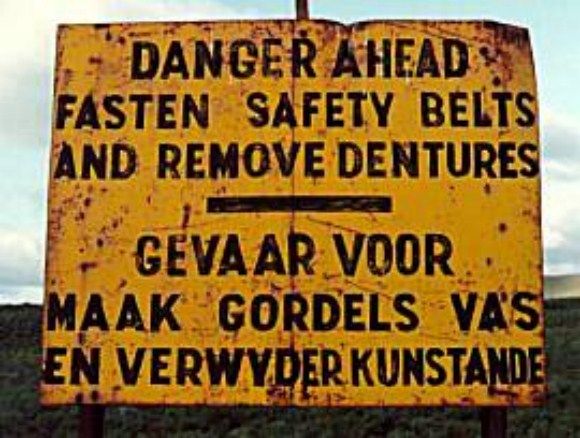 DANGER AHEAD
FASTEN SAFETY BELTS
AND REMOVE DENTURES
GEVAAR VOOR
MAAK GORDELS VAS
EN VERWYDER KUNSTANDE